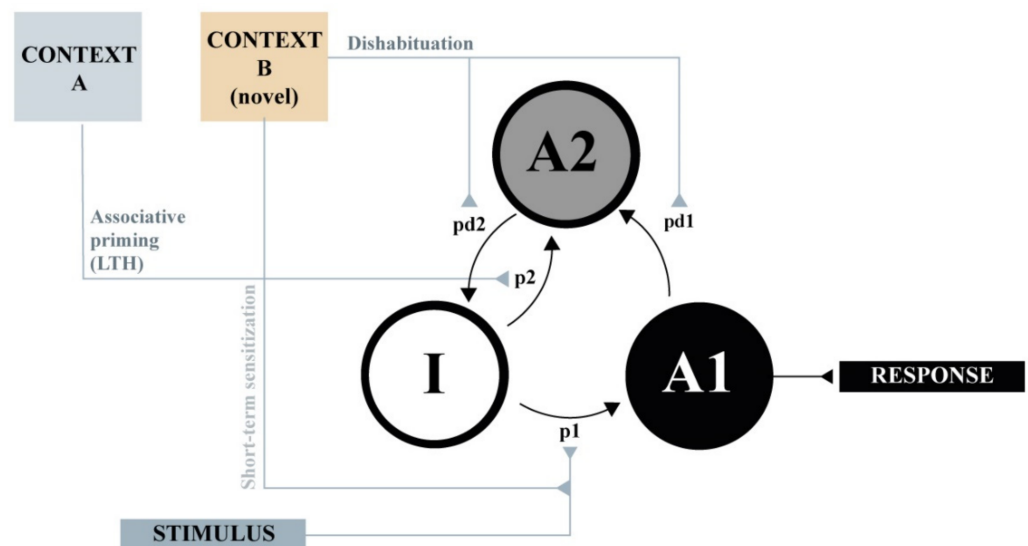 CONTEXT
A
CONTEXT
B
(novel)
Dishabituation
A2
Associative
priming
(LTH)
pd2
pd1
p2
Short-term sensitization
I
A1
RESPONSE
p1
STIMULUS